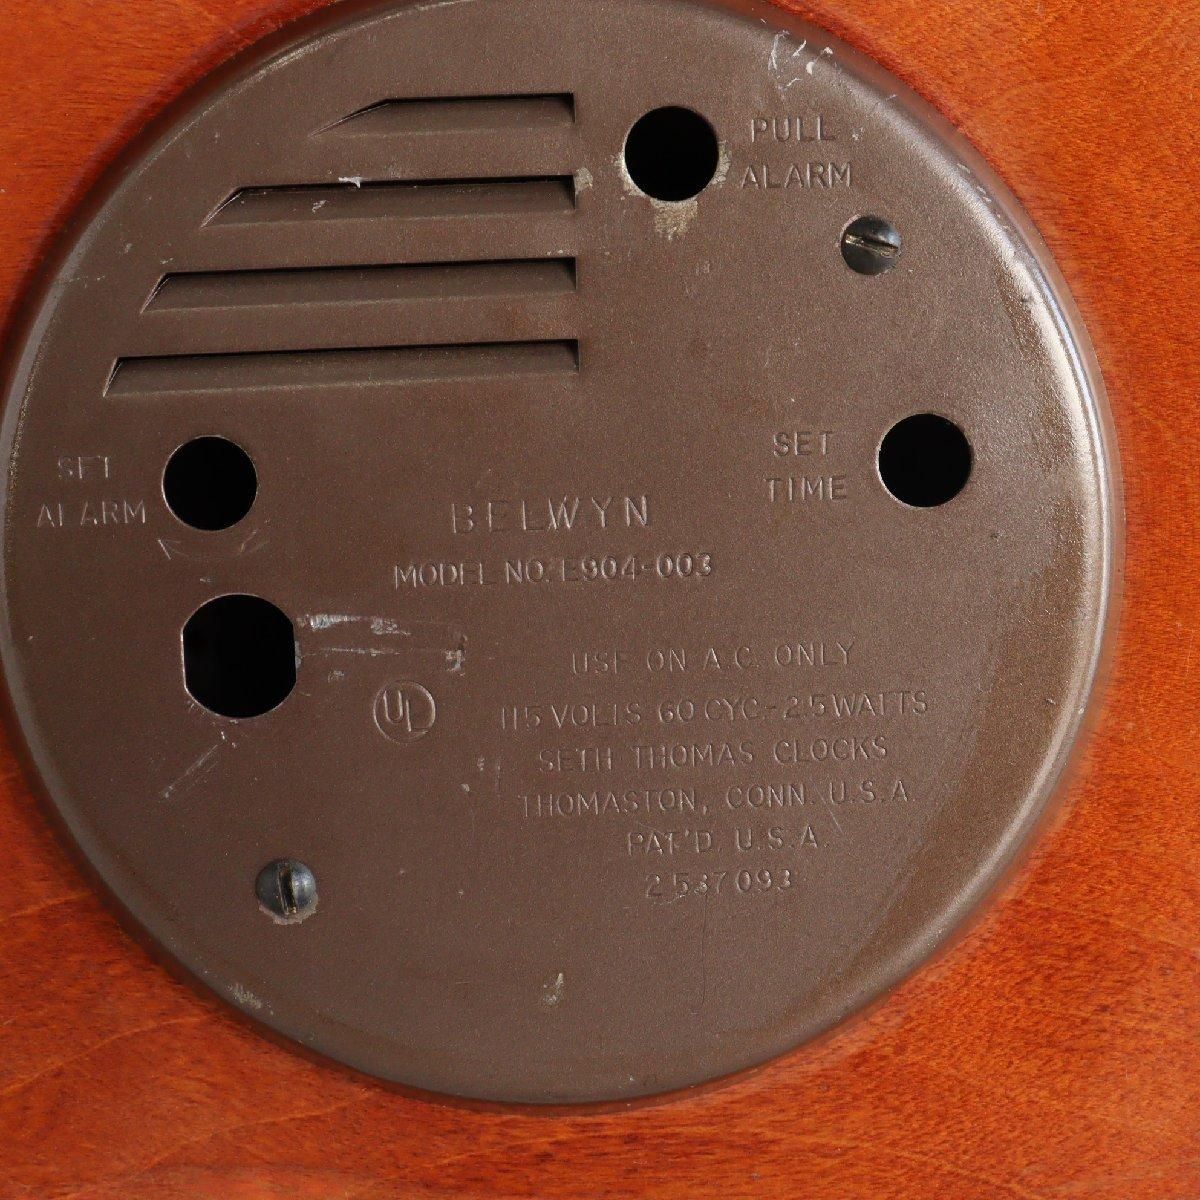 PULL
ALARM
SET
TIME
SET
ALARM
BELWYN
MODEL NO. E904-003
USE ON A.C. ONLY
UL
115 VOLTS 60 CYC-2.5 WATTS
SETH THOMAS CLOCKS
THOMASTON, CONN. U.S.A.
PAT'D. U.S.A.
2537093